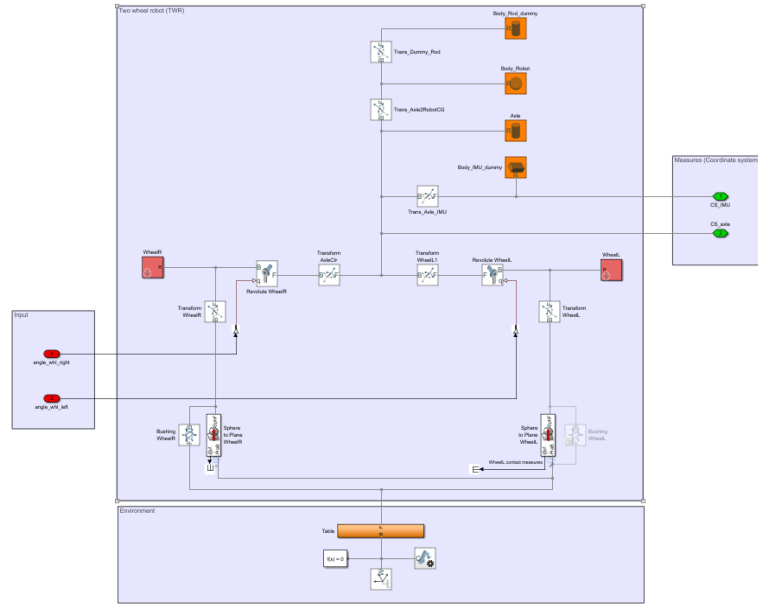 Two wheel robot (TWR)
Body_Rod_dummy
R
Trans_Dummy_Rod
Body_Robot
R
Trans_Axle2RobotCG
Axle
R
Body_IMU_dummy
Trans_Axle_IMU
B F
Measures (Coordinate system
CS_IMU
CS_axle
WheelR
R
B F
Revolute WheelR
Transform
AxleCtr
B F
Transform
WheelL1
B F
Revolute WheelL
F B
WheelL
R
Transform
WheelR
Transform
WheelL
Input
angle_whl_right
angle_whl_left
Bushing
WheelR
Sphere
to Plane
WheelR
Sphere
to Plane
WheelL
Bushing
WheelL
WheelL contact measures
Environment
Table
f(x) = 0